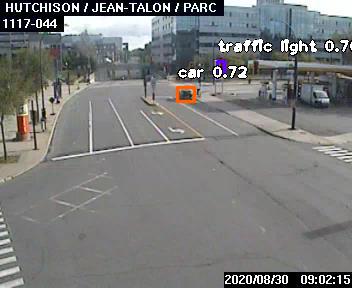 HUTCHISON / JEAN-TALON / PARC
1117-044
traffic light 0.70
car 0.72
2020/08/30 09:02:15